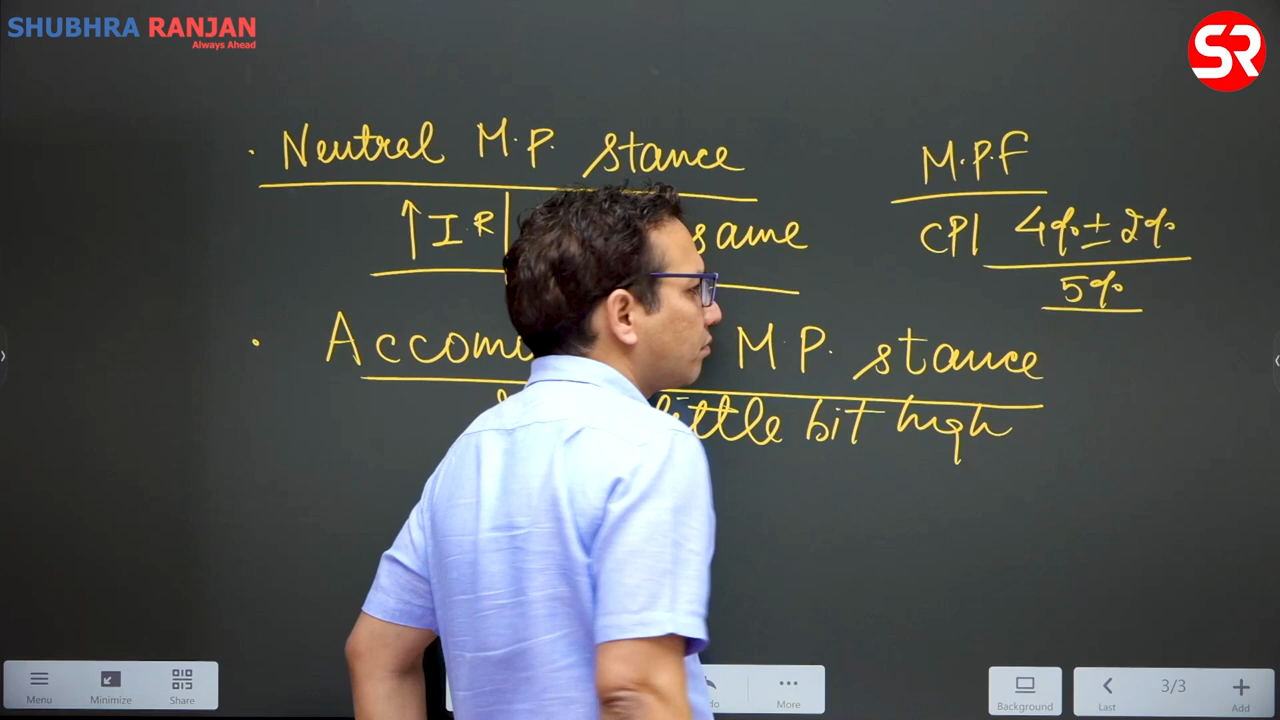 SHUBHRA RANJAN
Always Ahead
SR
. Neutral M.P. stance
↑ I.R same
. Accom M.P. stance
little bit high
M.P.F
CPI 4% ± 2%
5%
Menu
Minimize
Share
More
Background
Last
3/3
Add